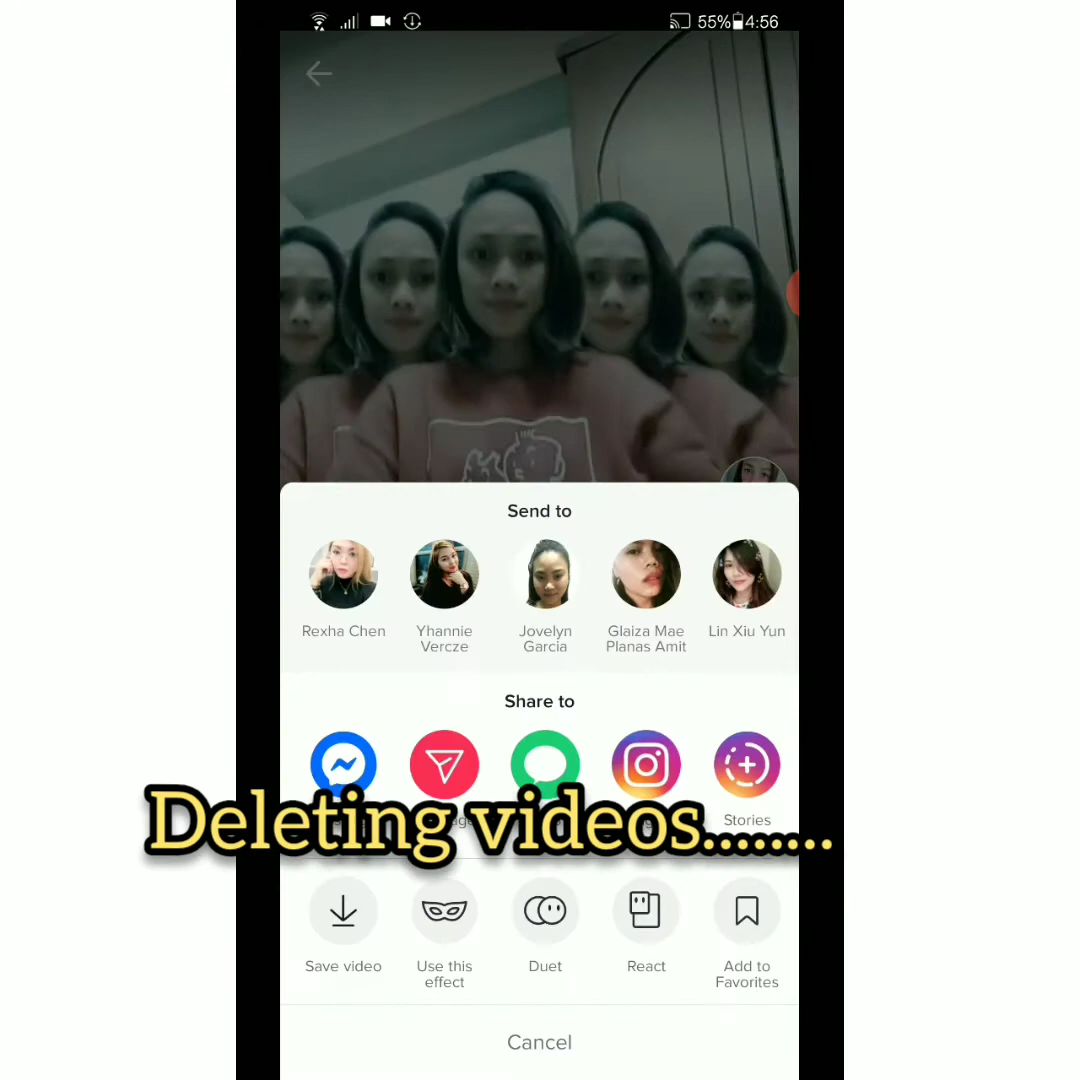 55% 4:56
Send to
Rexha Chen
Yhannie
Vercze
Jovelyn
Garcia
Glaiza Mae
Planas Amit
Lin Xiu Yun
Share to
Stories
Deleting videos........
Save video
Use this
effect
Duet
React
Add to
Favorites
Cancel